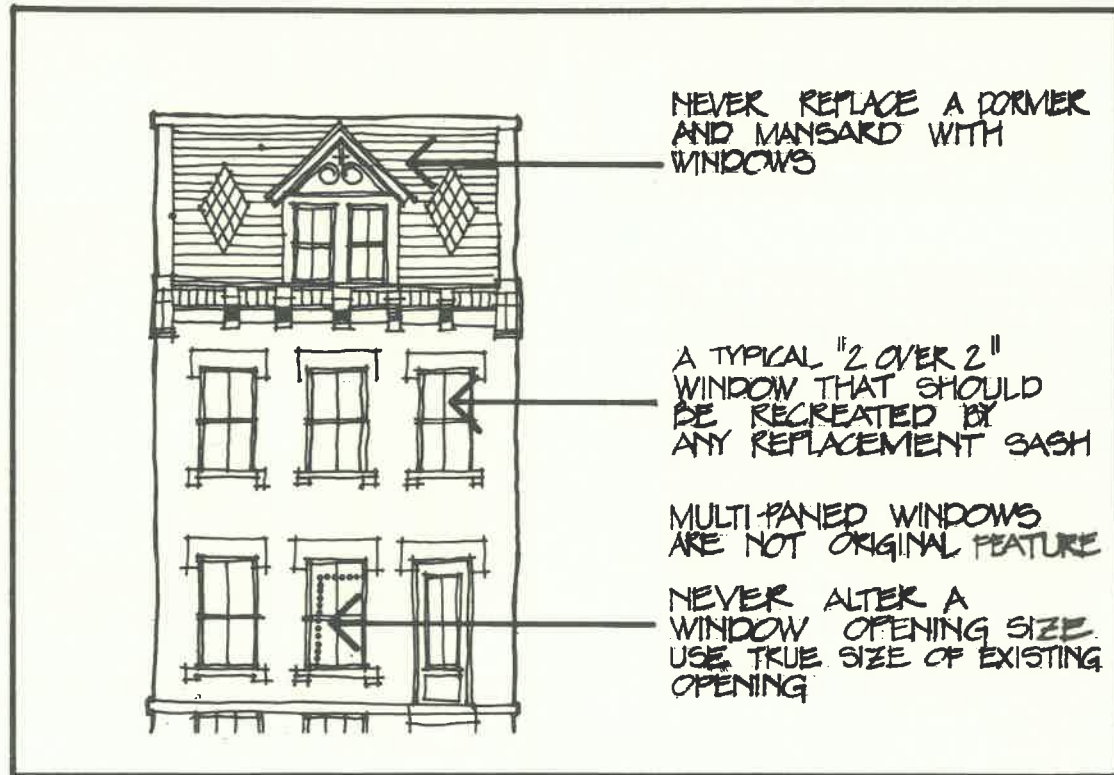 NEVER REPLACE A DORMER
AND MANSARD WITH
WINDOWS
A TYPICAL "2 OVER 2"
WINDOW THAT SHOULD
BE RECREATED BY
ANY REPLACEMENT SASH
MULTI-PANED WINDOWS
ARE NOT ORIGINAL FEATURE
NEVER ALTER A
WINDOW OPENING SIZE.
USE TRUE SIZE OF EXISTING
OPENING